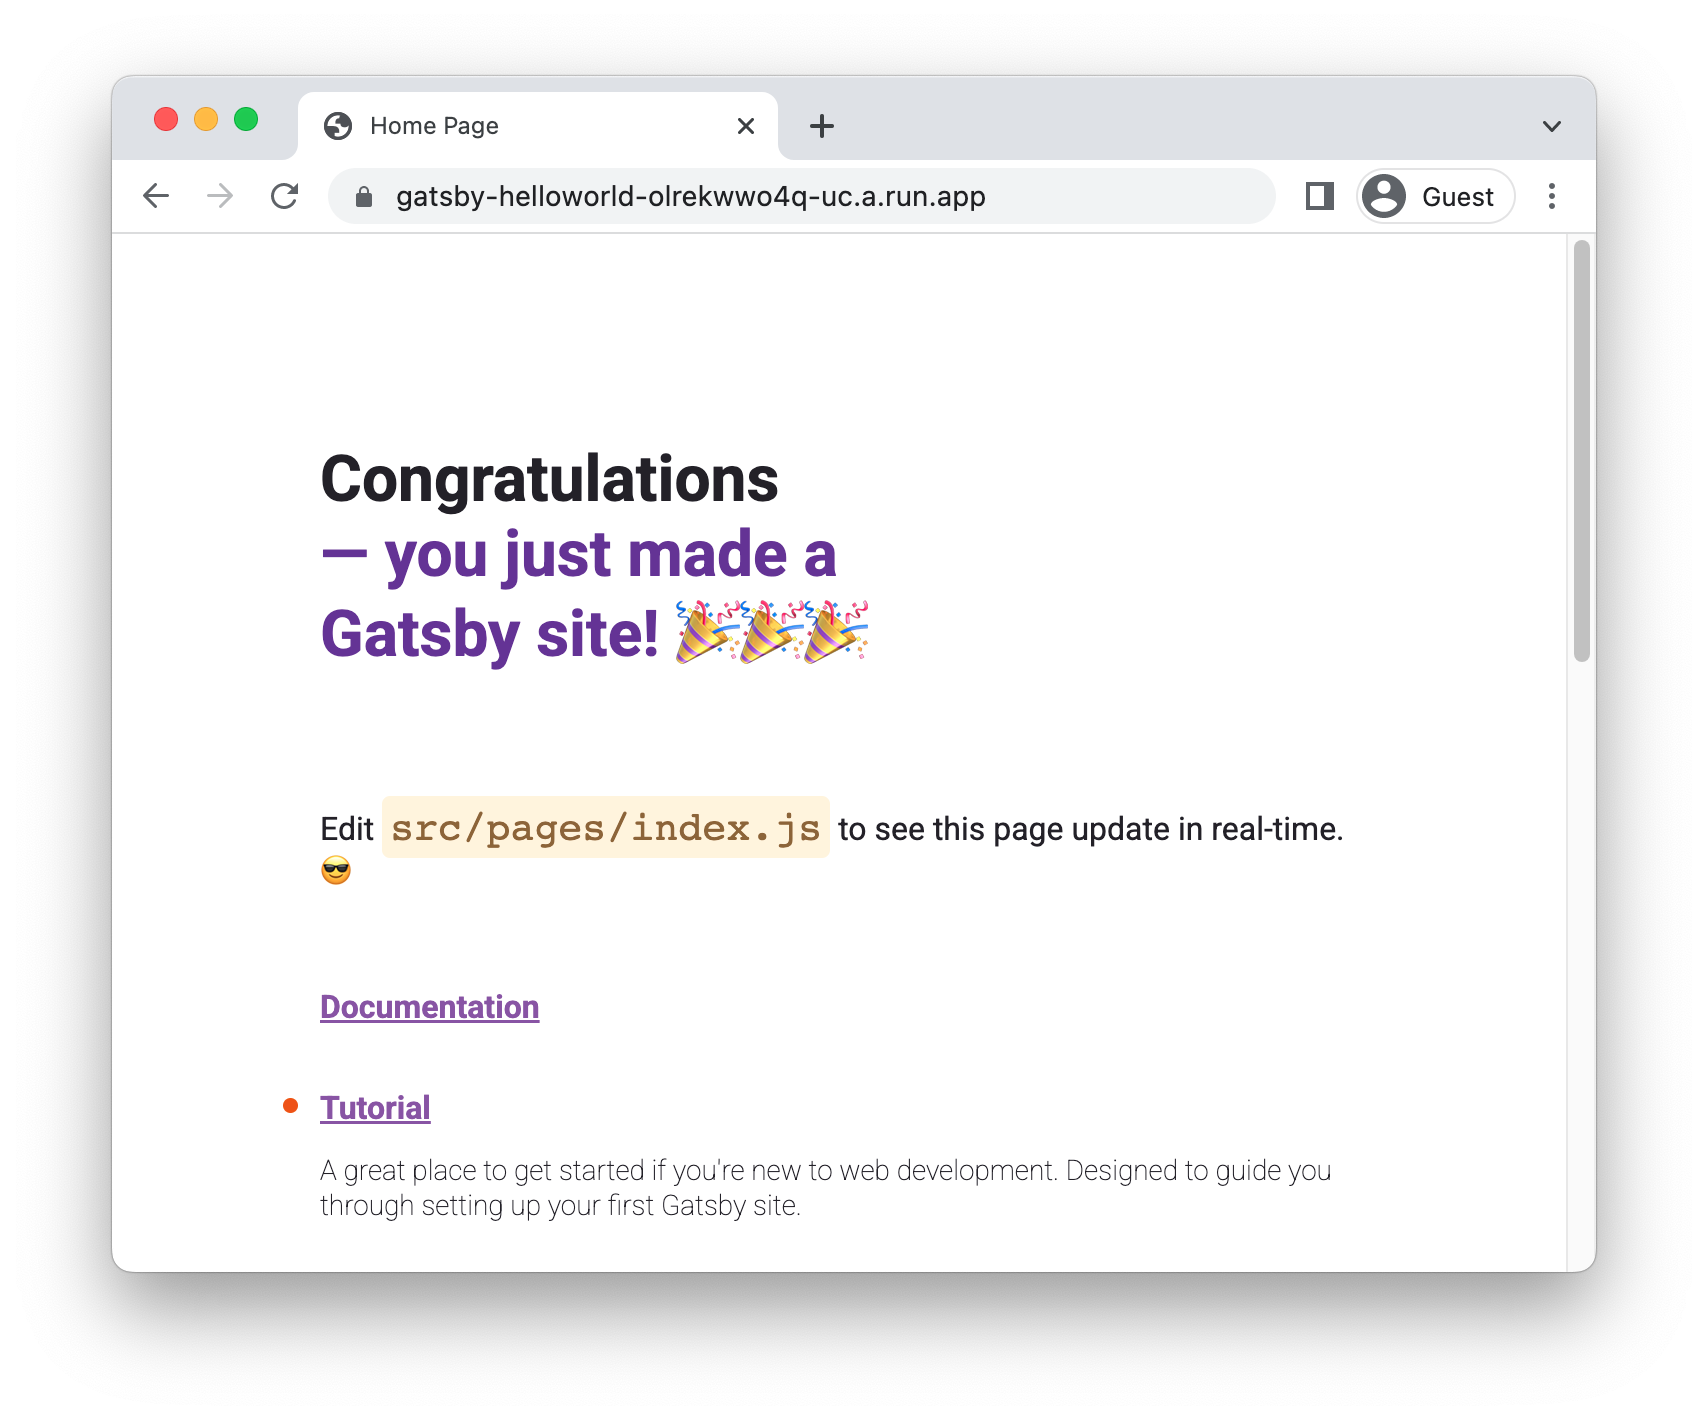 Home Page
gatsby-helloworld-olrekwwo4q-uc.a.run.app
Guest
Congratulations
— you just made a
Gatsby site! 🎉🎉🎉
Edit src/pages/index.js to see this page update in real-time.
😎
Documentation
Tutorial
A great place to get started if you're new to web development. Designed to guide you
through setting up your first Gatsby site.